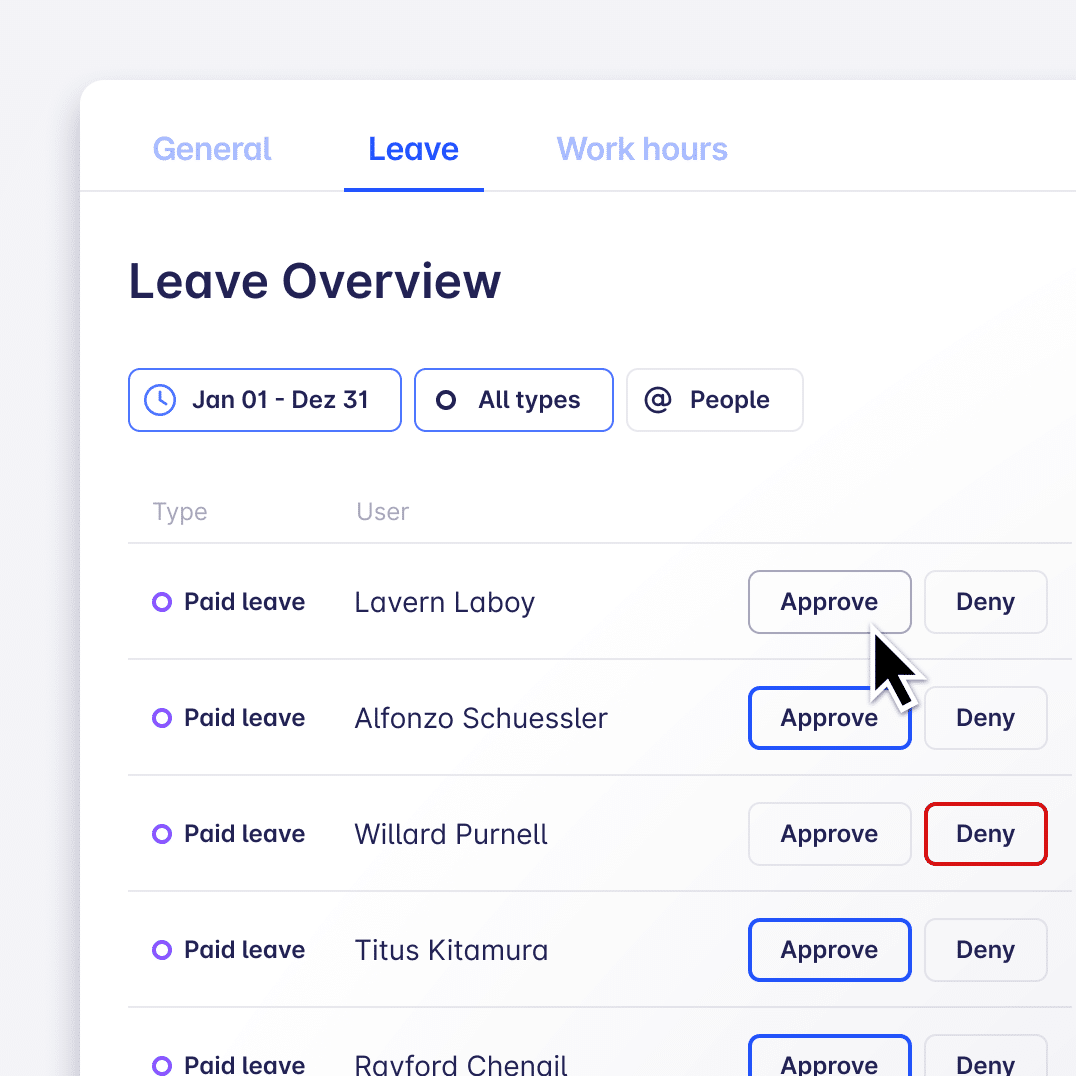 General Leave Work hours
Leave Overview
Jan 01 - Dez 31 All types @ People
Type User
Paid leave Lavern Laboy Approve Deny
Paid leave Alfonzo Schuessler Approve Deny
Paid leave Willard Purnell Approve Deny
Paid leave Titus Kitamura Approve Deny
Paid leave Rayford Chenail Approve Deny